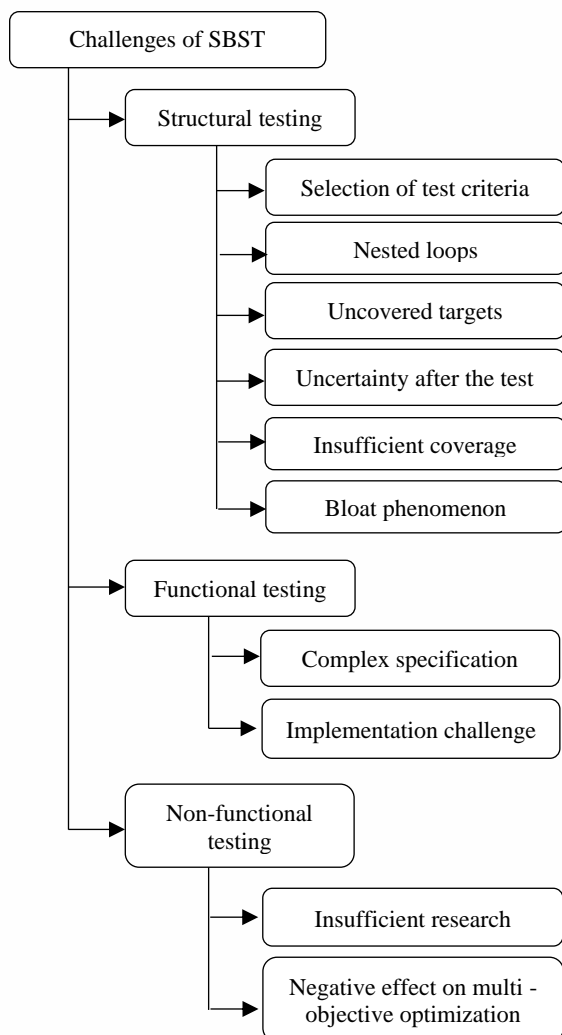 Challenges of SBST
Structural testing
Selection of test criteria
Nested loops
Uncovered targets
Uncertainty after the test
Insufficient coverage
Bloat phenomenon
Functional testing
Complex specification
Implementation challenge
Non-functional
testing
Insufficient research
Negative effect on multi -
objective optimization